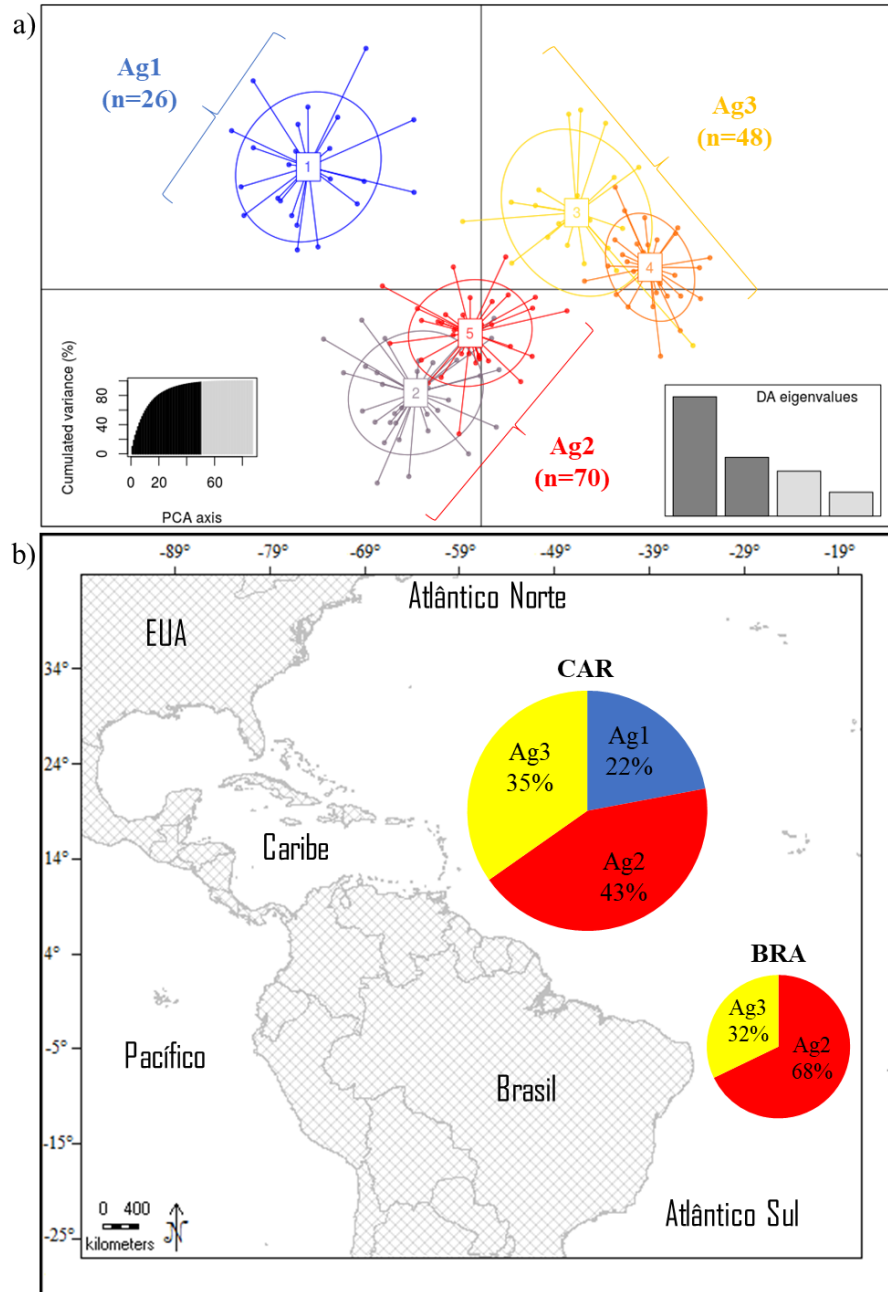 a)
Ag1
(n=26)
Ag3
(n=48)
1
3
4
5
2
Ag2
(n=70)
Cumulated variance (%)
0 40 80
0 20 60
PCA axis
DA eigenvalues
b)
-89° -79° -69° -59° -49° -39° -29° -19°
34°
24°
14°
4°
-5°
-15°
-25°
Atlântico Norte
EUA
CAR
Ag3
35%
Ag1
22%
Ag2
43%
Caribe
BRA
Ag3
32%
Ag2
68%
Pacífico
Brasil
Atlântico Sul
0 400
kilometers
N